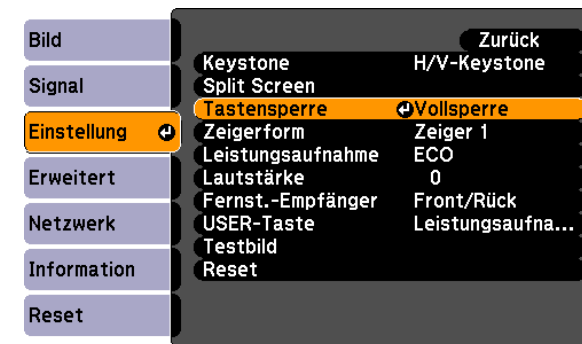 Bild
Signal
Einstellung
Erweitert
Netzwerk
Information
Reset
Zurück
Keystone H/V-Keystone
Split Screen
Tastensperre Vollsperre
Zeigerform Zeiger 1
Leistungsaufnahme ECO
Lautstärke 0
Fernst.-Empfänger Front/Rück
USER-Taste Leistungsaufna...
Testbild
Reset